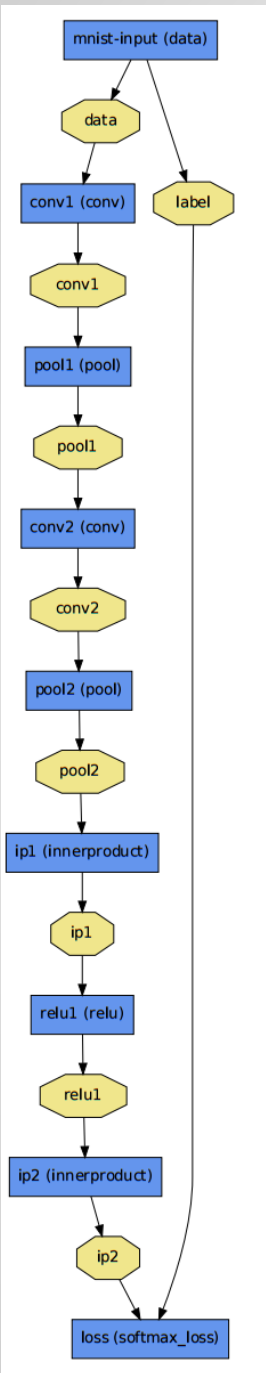 mnist-input (data)
data
label
conv1 (conv)
conv1
pool1 (pool)
pool1
conv2 (conv)
conv2
pool2 (pool)
pool2
ip1 (innerproduct)
ip1
relu1 (relu)
relu1
ip2 (innerproduct)
ip2
loss (softmax_loss)